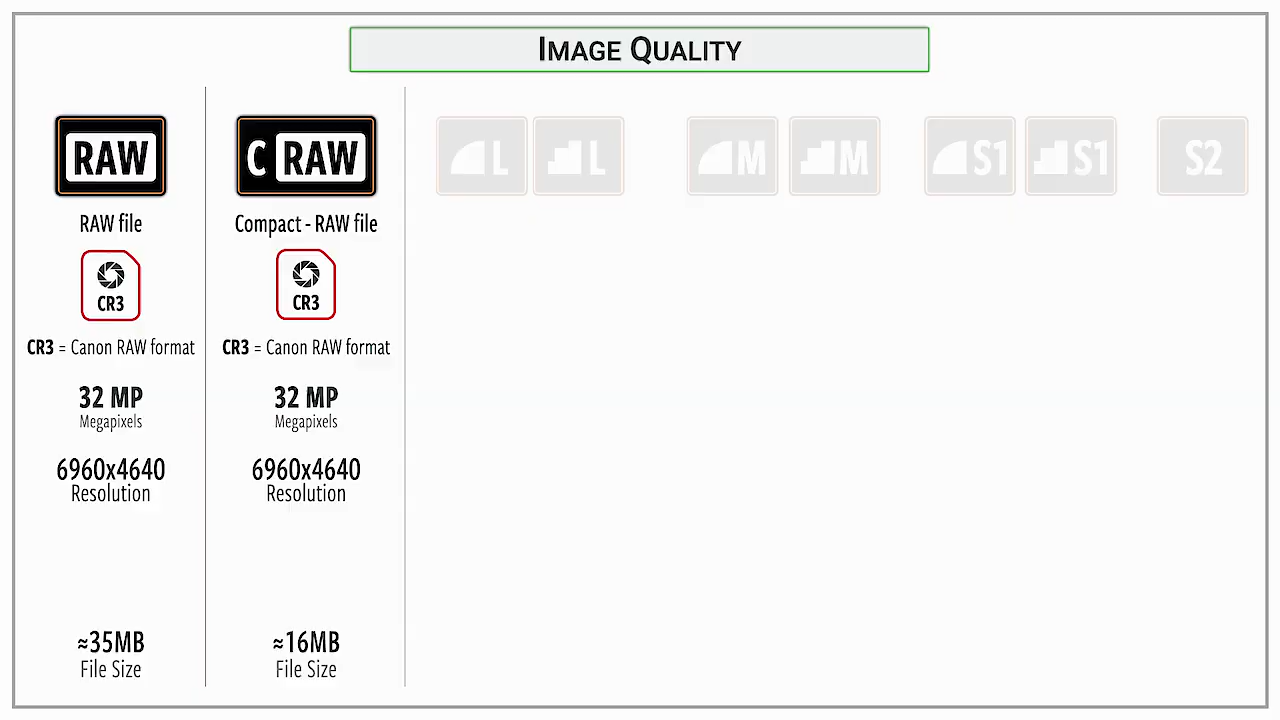 IMAGE QUALITY
RAW
C RAW
L
L
M
M
S1
S1
S2
RAW file
Compact - RAW file
CR3
CR3
CR3 = Canon RAW format
CR3 = Canon RAW format
32 MP
Megapixels
32 MP
Megapixels
6960x4640
Resolution
6960x4640
Resolution
≈35MB
File Size
≈16MB
File Size